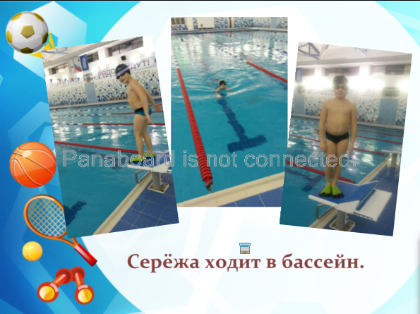 Panaboard is not connected.
Серёжа ходит в бассейн.